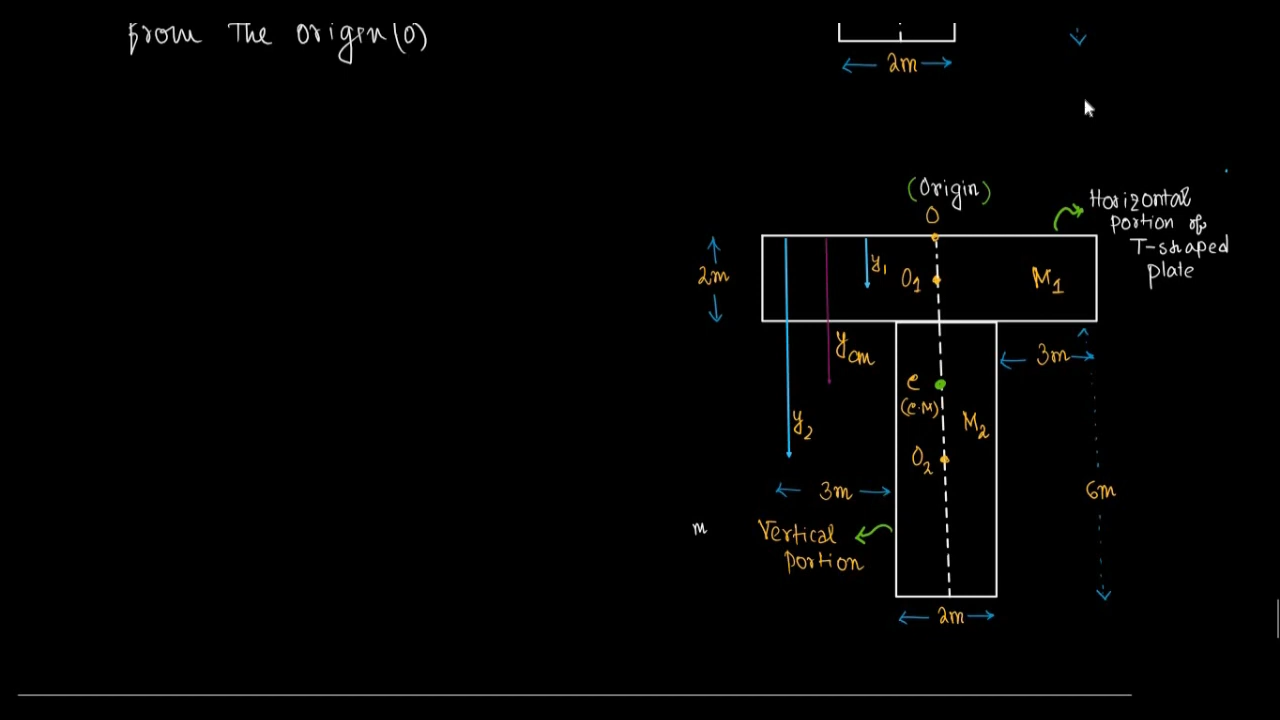 from The origin(O)
2m
(Origin)
O
Horizontal
portion of
T-shaped
plate
2m
y1
O1
M1
ycm
3m
C
(C.M)
M2
y2
O2
3m
6m
m
Vertical
portion
2m